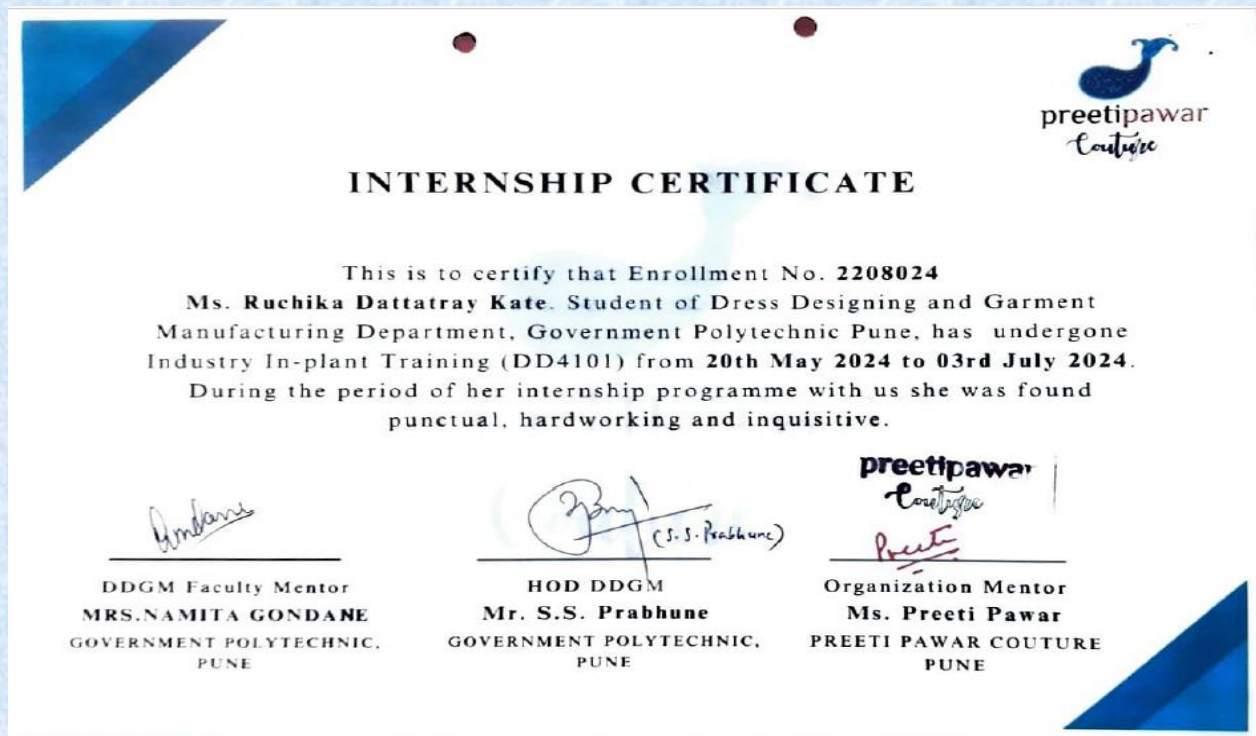 preetipawar
Couture
INTERNSHIP CERTIFICATE
This is to certify that Enrollment No. 2208024
Ms. Ruchika Dattatray Kate. Student of Dress Designing and Garment
Manufacturing Department, Government Polytechnic Pune, has undergone
Industry In-plant Training (DD4101) from 20th May 2024 to 03rd July 2024.
During the period of her internship programme with us she was found
punctual, hardworking and inquisitive.
preetipawar
Couture
(S.S. Prabhune)
Preeti
DDGM Faculty Mentor
MRS.NAMITA GONDANE
GOVERNMENT POLYTECHNIC,
PUNE
HOD DDGM
Mr. S.S. Prabhune
GOVERNMENT POLYTECHNIC,
PUNE
Organization Mentor
Ms. Preeti Pawar
PREETI PAWAR COUTURE
PUNE